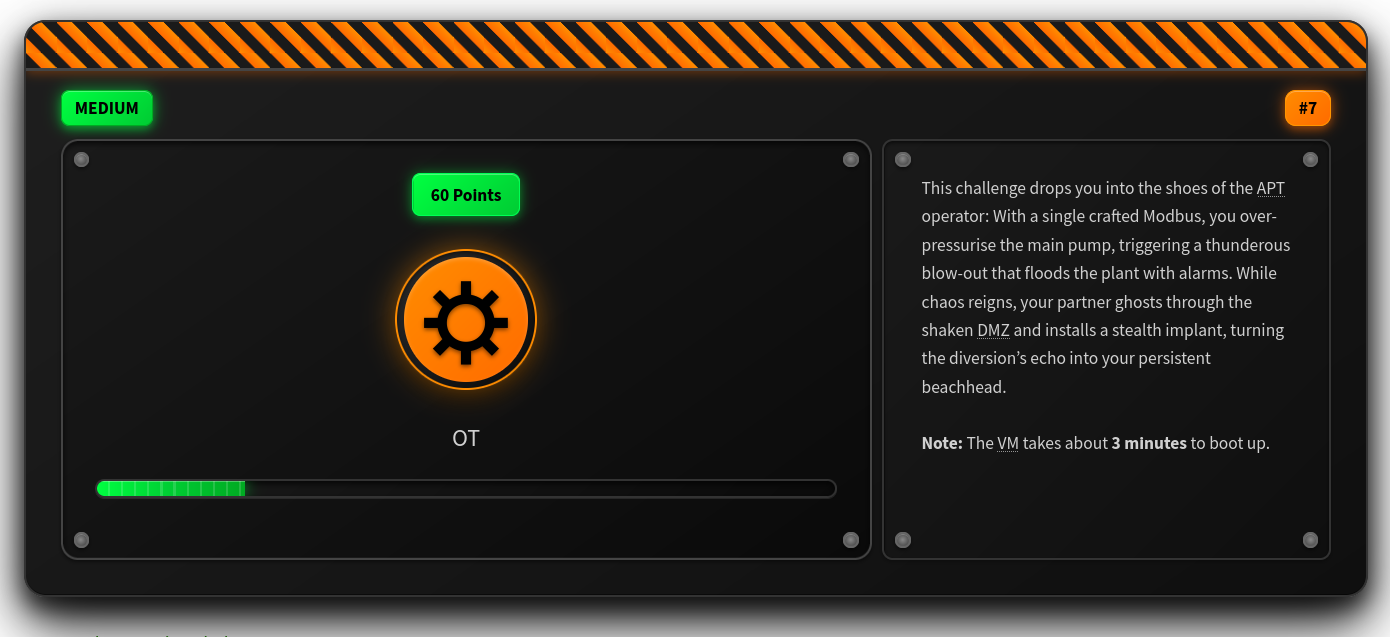 MEDIUM
#7
60 Points
OT
This challenge drops you into the shoes of the APT
operator: With a single crafted Modbus, you over-
pressurise the main pump, triggering a thunderous
blow-out that floods the plant with alarms. While
chaos reigns, your partner ghosts through the
shaken DMZ and installs a stealth implant, turning
the diversion’s echo into your persistent
beachhead.
Note: The VM takes about 3 minutes to boot up.